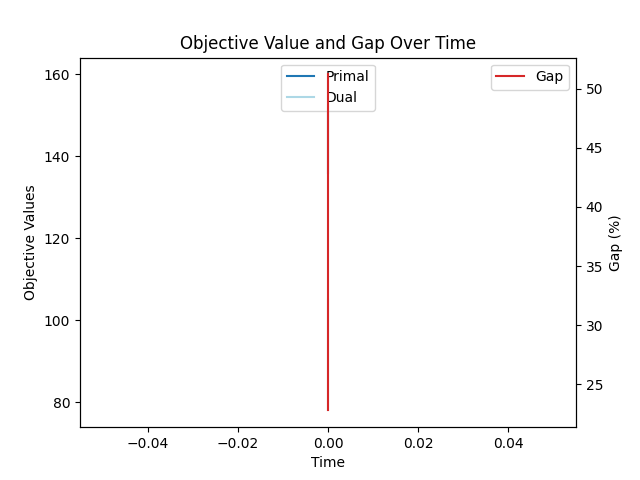 Objective Value and Gap Over Time
Primal
Dual
Gap
160
140
120
100
80
Objective Values
50
45
40
35
30
25
Gap (%)
−0.04
−0.02
0.00
0.02
0.04
Time